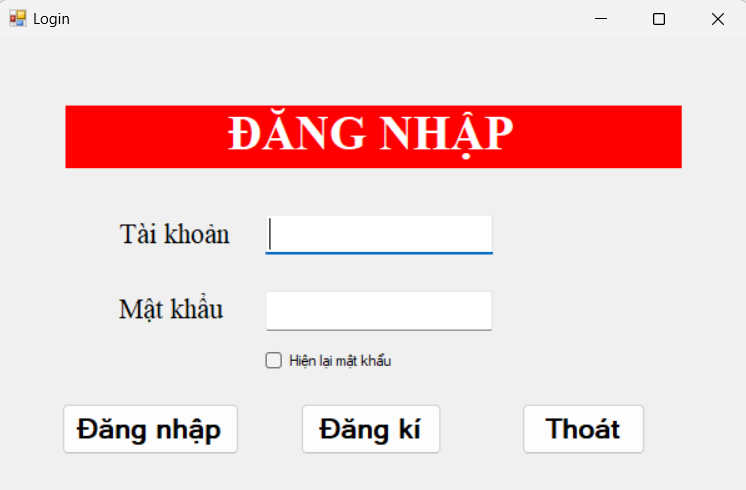 Login
ĐĂNG NHẬP
Tài khoản
Mật khẩu
Hiện lại mật khẩu
Đăng nhập
Đăng kí
Thoát